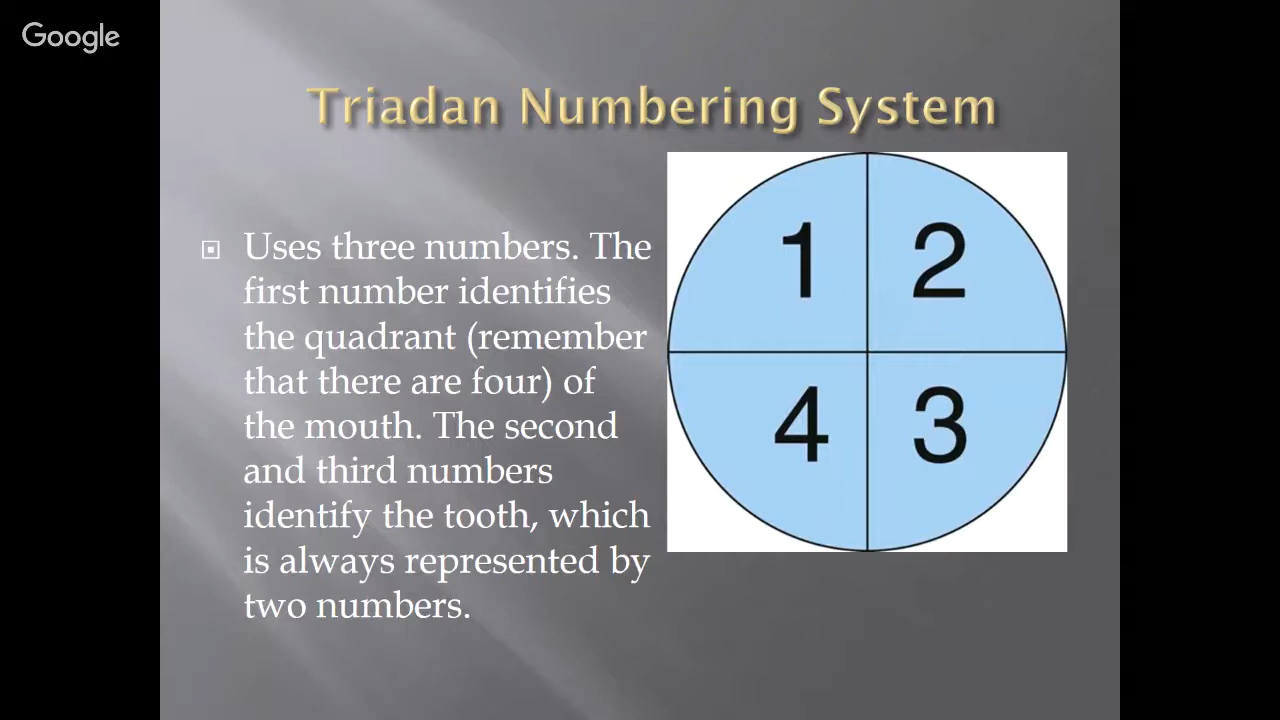 Google
Triadan Numbering System
Uses three numbers. The
first number identifies
the quadrant (remember
that there are four) of
the mouth. The second
and third numbers
identify the tooth, which
is always represented by
two numbers.
1 2
4 3